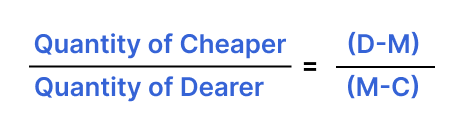 Quantity of Cheaper
Quantity of Dearer
=
(D-M)
(M-C)